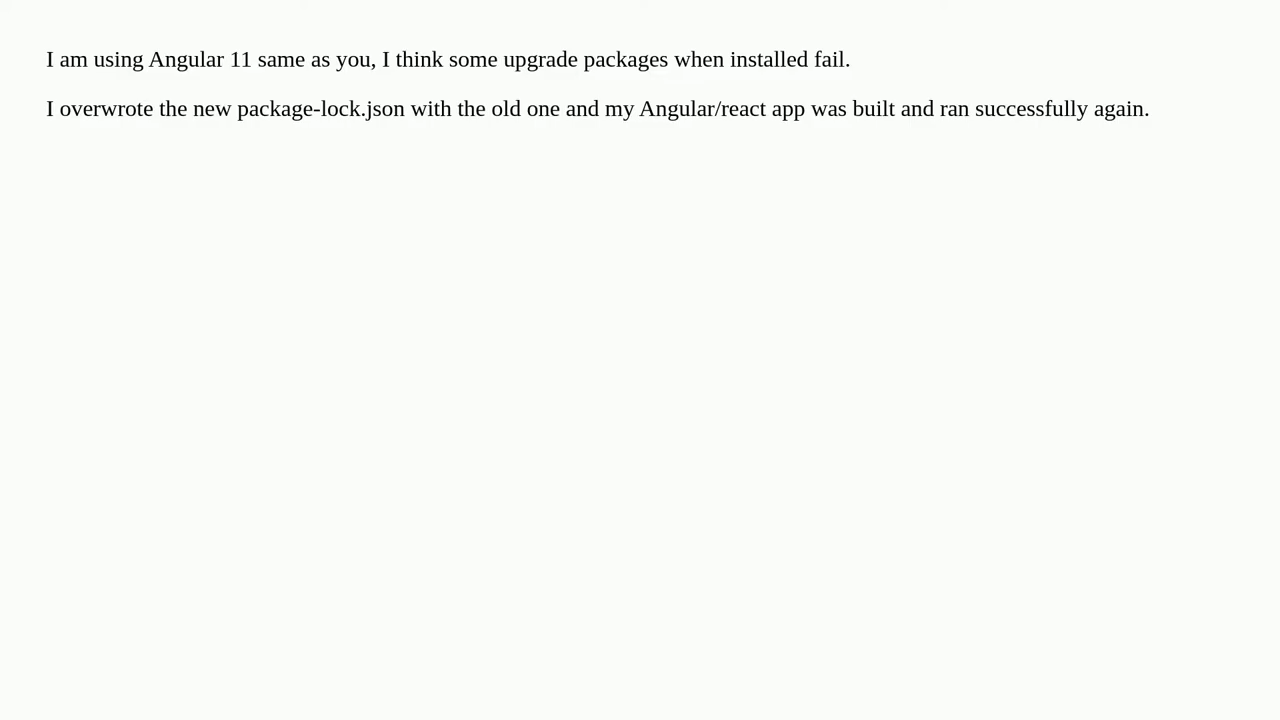 I am using Angular 11 same as you, I think some upgrade packages when installed fail.
I overwrote the new package-lock.json with the old one and my Angular/react app was built and ran successfully again.